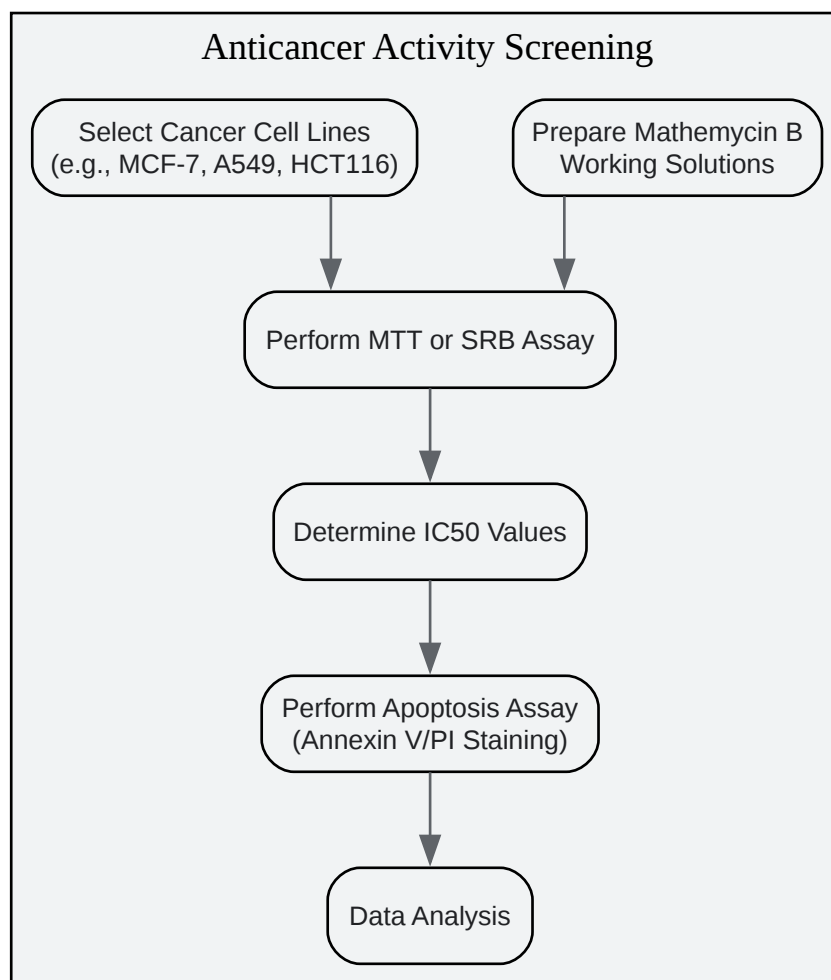 Anticancer Activity Screening
Select Cancer Cell Lines
(e.g., MCF-7, A549, HCT116)
Prepare Mathemycin B
Working Solutions
Perform MTT or SRB Assay
Determine IC50 Values
Perform Apoptosis Assay
(Annexin V/PI Staining)
Data Analysis